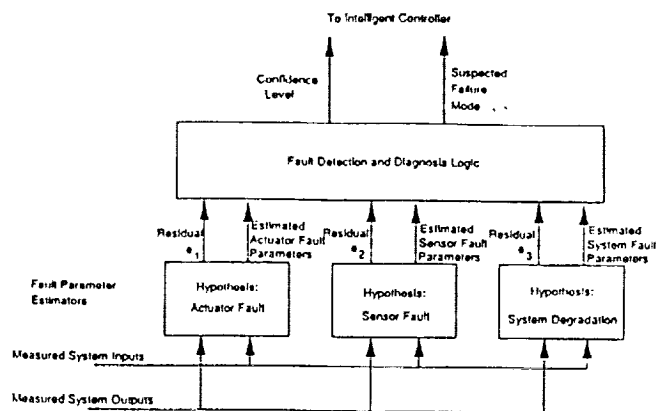 To Intelligent Controller
Confidence
Level
Suspected
Failure
Mode
Fault Detection and Diagnosis Logic
Residual
e1
Estimated
Actuator Fault
Parameters
Residual
e2
Estimated
Sensor Fault
Parameters
Residual
e3
Estimated
System Fault
Parameters
Fault Parameter
Estimators
Hypothesis:
Actuator Fault
Hypothesis:
Sensor Fault
Hypothesis:
System Degradation
Measured System Inputs
Measured System Outputs